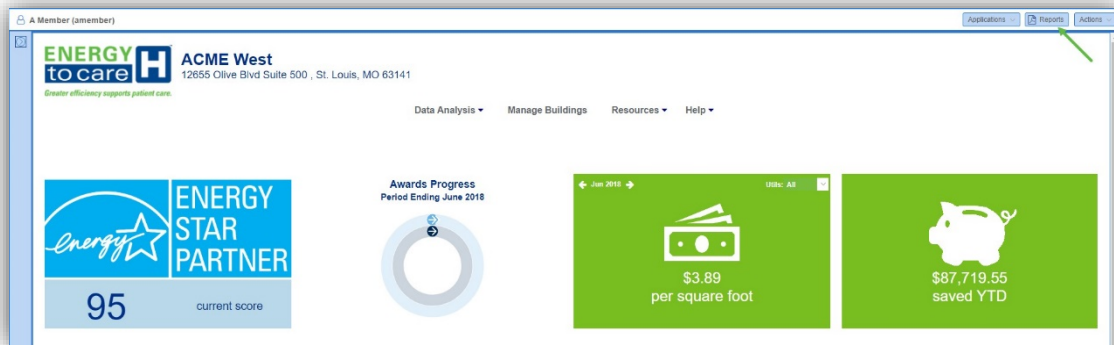 A Member (amember)
Applications
Reports
Actions
ENERGY
to care H
Greater efficiency supports patient care.
ACME West
12655 Olive Blvd Suite 500 , St. Louis, MO 63141
Data Analysis
Manage Buildings
Resources
Help
energy
ENERGY
STAR
PARTNER
95
current score
Awards Progress
Period Ending June 2018
Jun 2018
Utils: All
$3.89
per square foot
$87,719.55
saved YTD